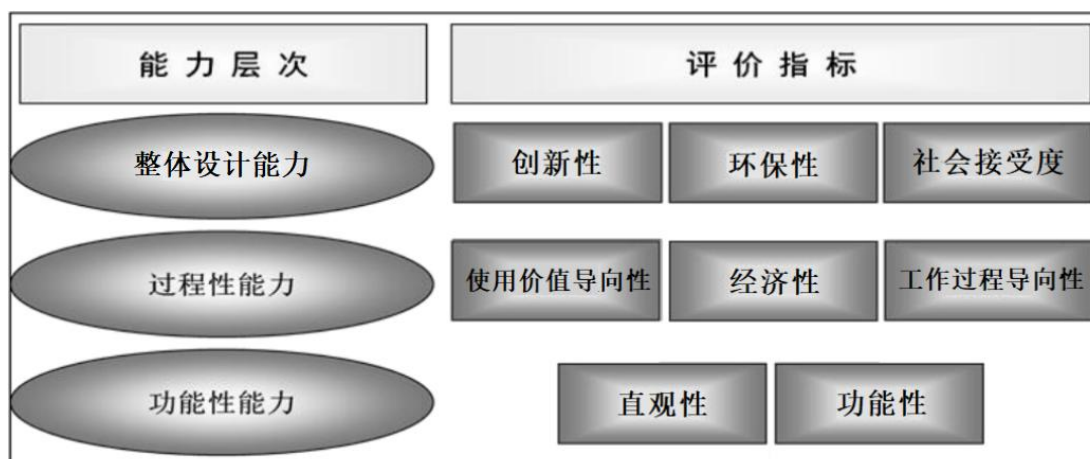 能力层次 评价指标
整体设计能力 创新性 环保性 社会接受度
过程性能力 使用价值导向性 经济性 工作过程导向性
功能性能力 直观性 功能性